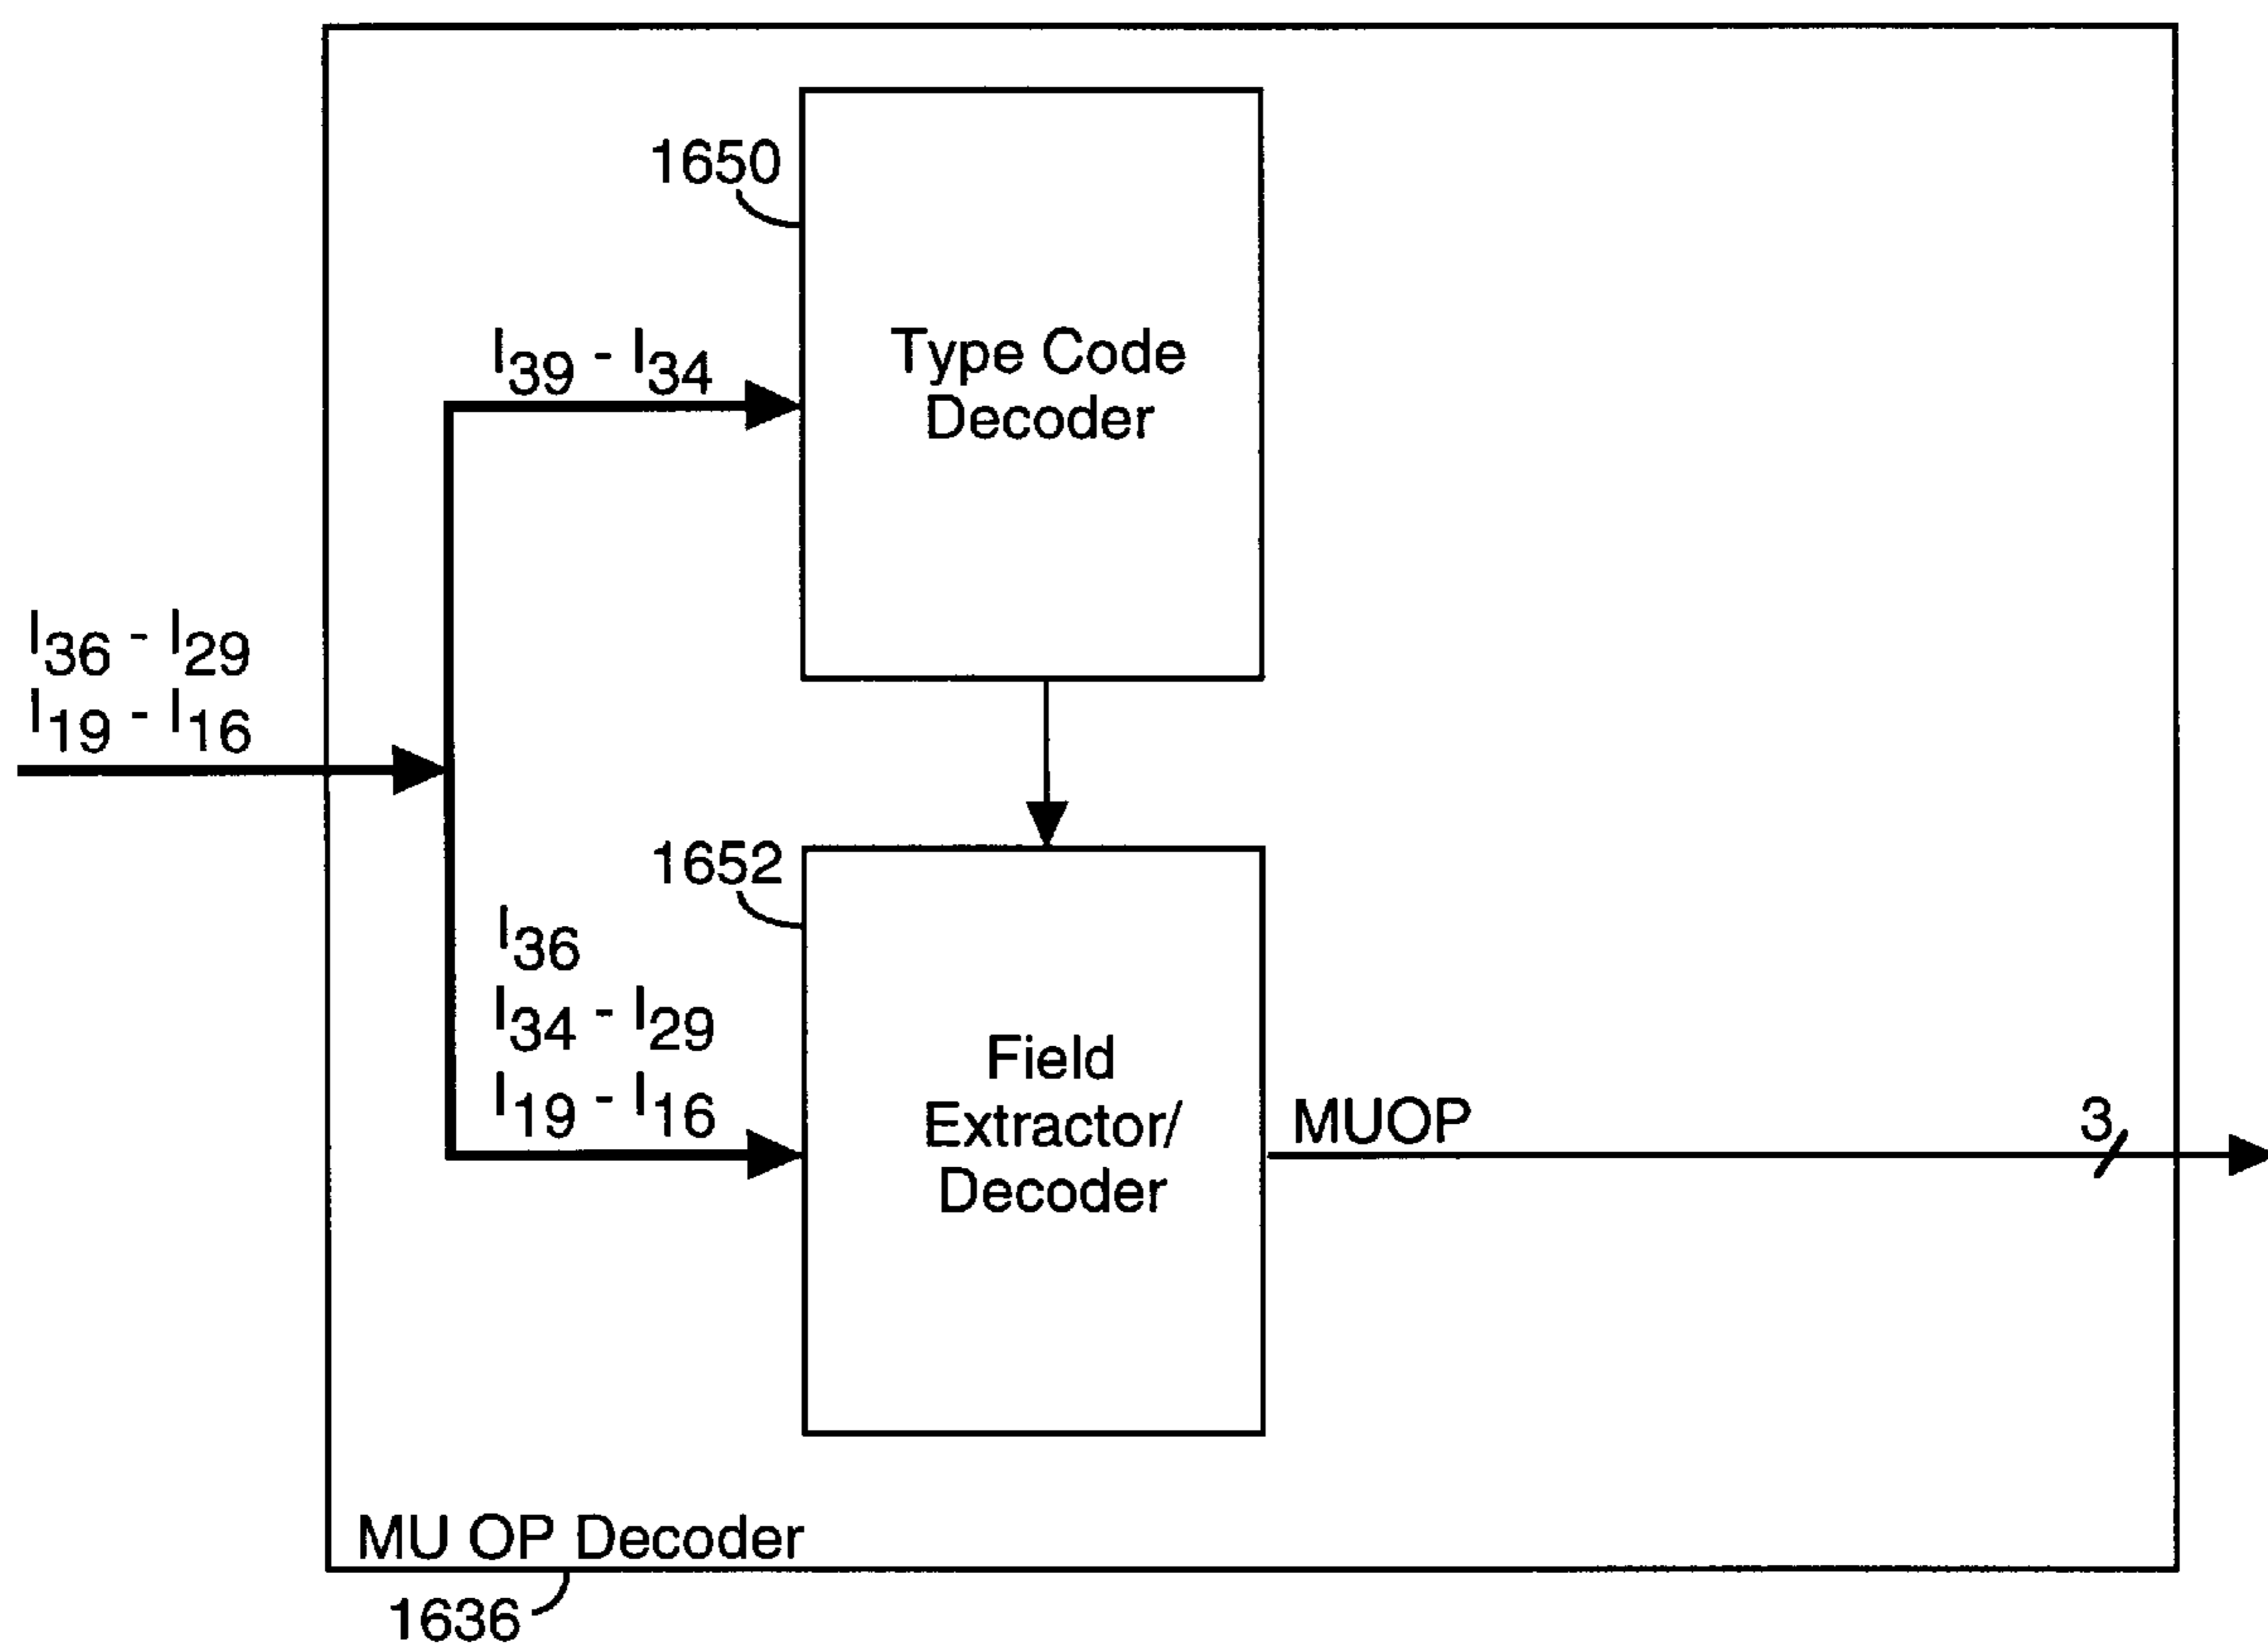 1650
I39 - I34
Type Code
Decoder
I36 - I29
I19 - I16
1652
I36
I34 - I29
I19 - I16
Field
Extractor/
Decoder
MUOP
3
MU OP Decoder
1636